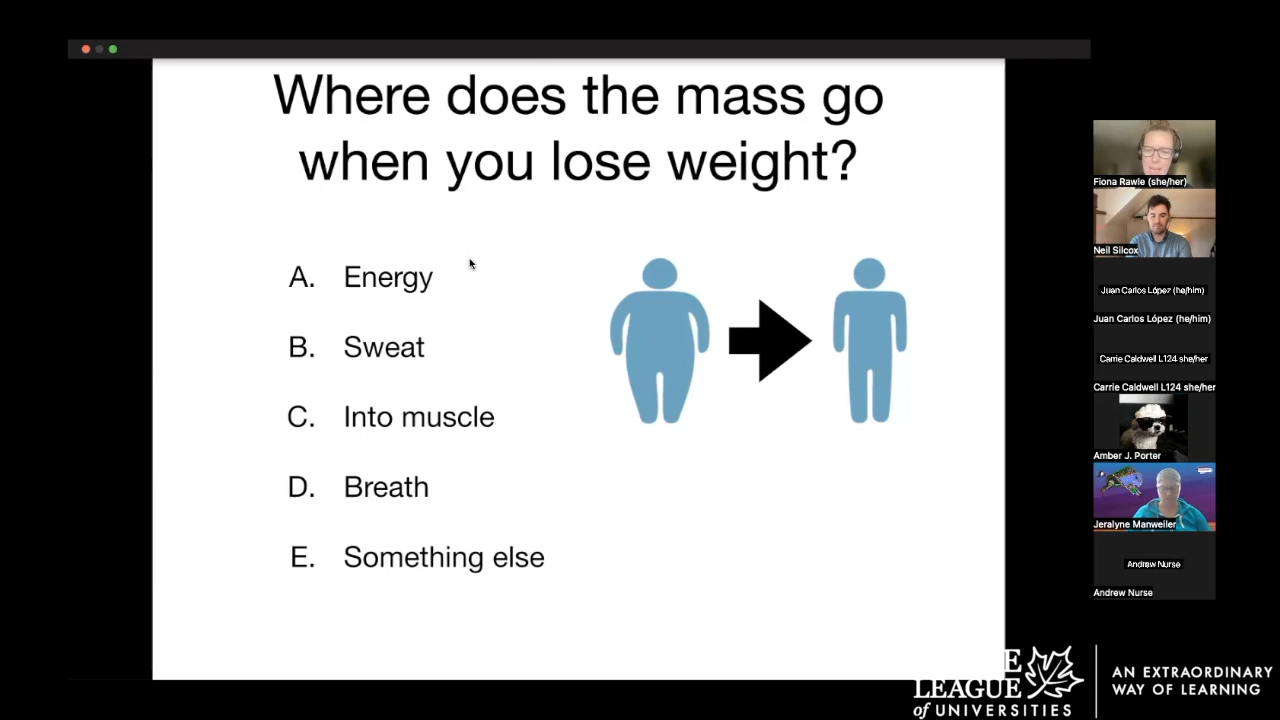 Where does the mass go
when you lose weight?
A. Energy
B. Sweat
C. Into muscle
D. Breath
E. Something else
Fiona Rawle (she/her)
Neil Silcox
Juan Carlos López (he/him)
Juan Carlos López (he/him)
Carrie Caldwell L124 she/her
Carrie Caldwell L124 she/her
Amber J. Porter
Jeralyne Manweiler
Andrew Nurse
Andrew Nurse
LEAGUE
of UNIVERSITIES
AN EXTRAORDINARY
WAY OF LEARNING